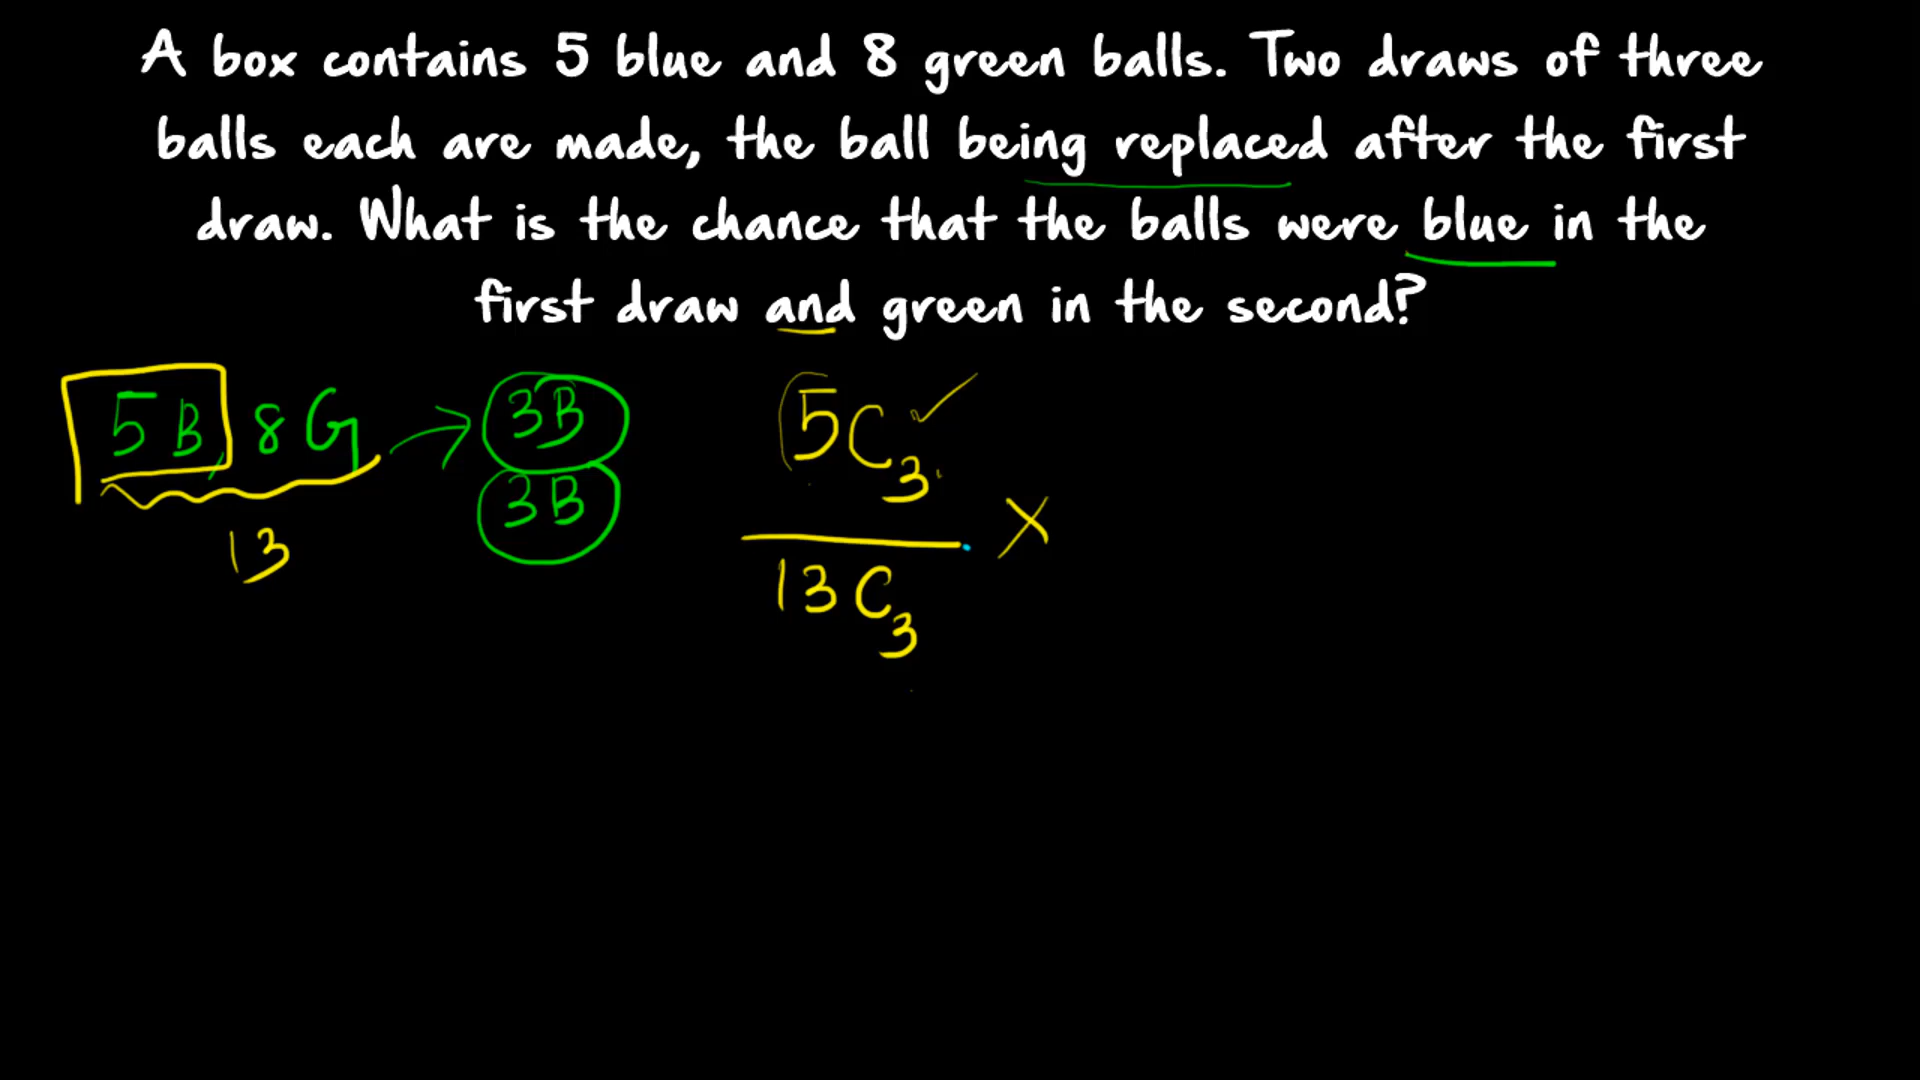 A box contains 5 blue and 8 green balls. Two draws of three
balls each are made, the ball being replaced after the first
draw. What is the chance that the balls were blue in the
first draw and green in the second?
5B, 8G → 3B
3B
13
5C3 ✓
13C3
X